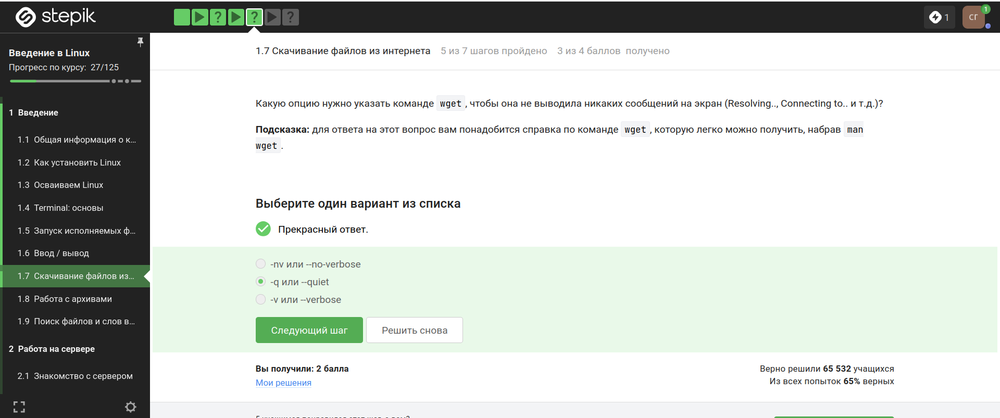 stepik
?
?
?
1
СГ
1
Введение в Linux
Прогресс по курсу: 27/125
1 Введение
1.1 Общая информация о к...
1.2 Как установить Linux
1.3 Осваиваем Linux
1.4 Terminal: основы
1.5 Запуск исполняемых ф...
1.6 Ввод / вывод
1.7 Скачивание файлов из...
1.8 Работа с архивами
1.9 Поиск файлов и слов в...
2 Работа на сервере
2.1 Знакомство с сервером
1.7 Скачивание файлов из интернета 5 из 7 шагов пройдено 3 из 4 баллов получено
Какую опцию нужно указать команде wget, чтобы она не выводила никаких сообщений на экран (Resolving.., Connecting to.. и т.д.)?
Подсказка: для ответа на этот вопрос вам понадобится справка по команде wget, которую легко можно получить, набрав man
wget.
Выберите один вариант из списка
Прекрасный ответ.
-nv или --no-verbose
-q или --quiet
-v или --verbose
Следующий шаг Решить снова
Вы получили: 2 балла
Мои решения
Верно решили 65 532 учащихся
Из всех попыток 65% верных